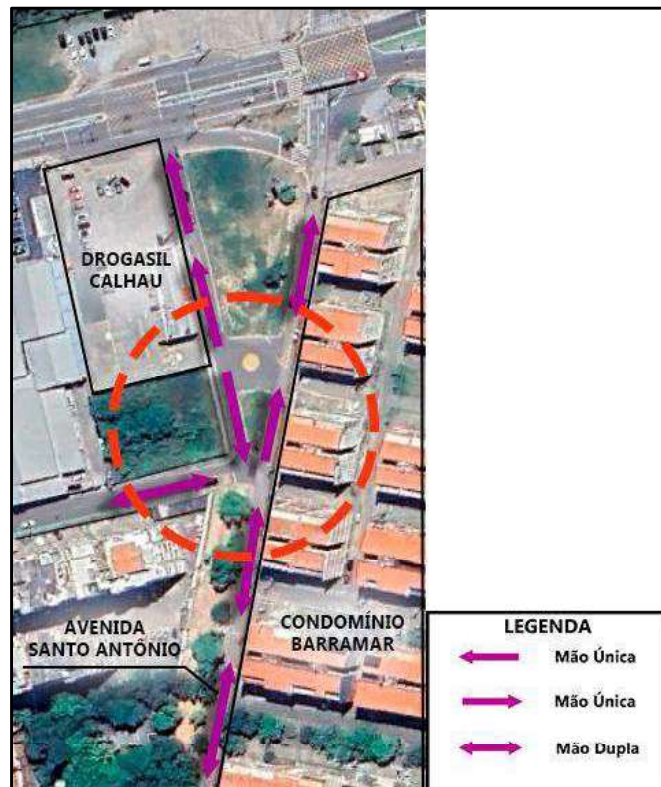 DROGASIL
CALHAU
AVENIDA
SANTO ANTÔNIO
CONDOMÍNIO
BARRAMAR
LEGENDA
Mão Única
Mão Única
Mão Dupla